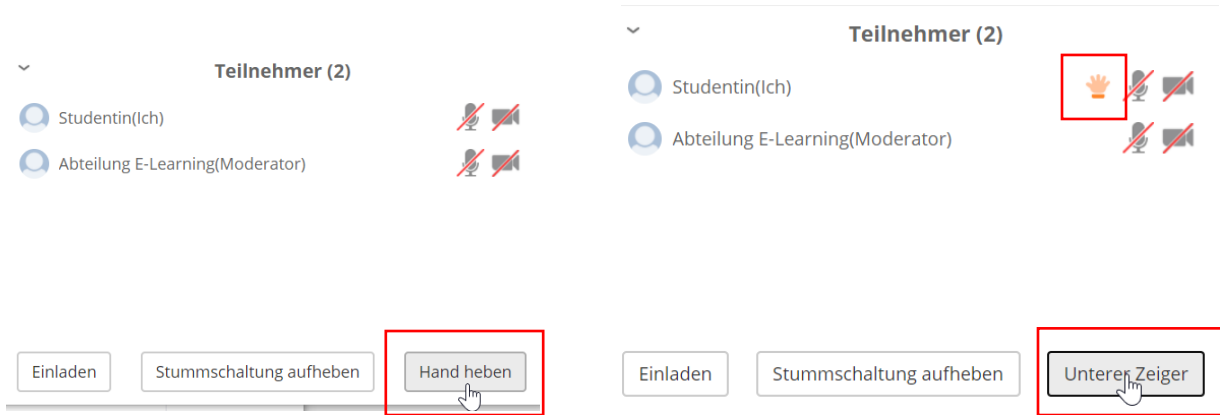 Teilnehmer (2)
Studentin(Ich)
Abteilung E-Learning(Moderator)
Einladen
Stummschaltung aufheben
Hand heben
Teilnehmer (2)
Studentin(Ich)
Abteilung E-Learning(Moderator)
Einladen
Stummschaltung aufheben
Unterer Zeiger